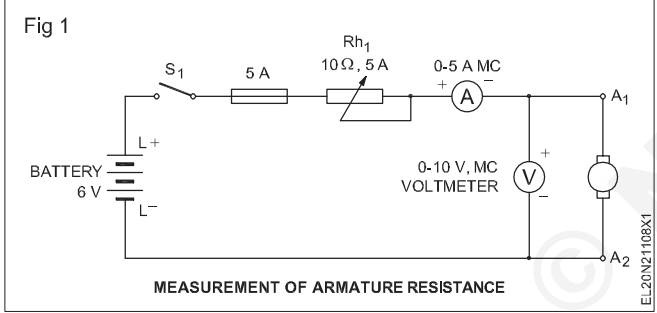 Fig 1
Rh1
10 Ω, 5 A
S1
5 A
0-5 A MC
+
−
A
A1
L+
BATTERY
6 V
L−
0-10 V, MC
VOLTMETER
+
V
−
A2
MEASUREMENT OF ARMATURE RESISTANCE
EL20N21108X1
©